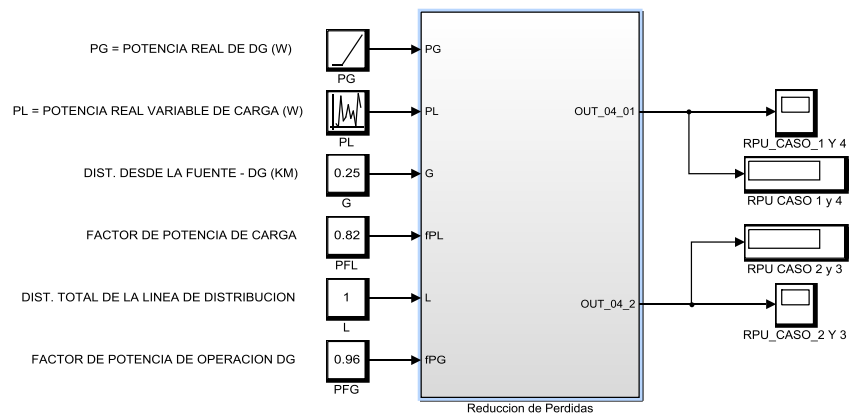 PG = POTENCIA REAL DE DG (W)
PG
PG
PL = POTENCIA REAL VARIABLE DE CARGA (W)
PL
PL
DIST. DESDE LA FUENTE - DG (KM)
0.25
G
G
FACTOR DE POTENCIA DE CARGA
0.82
PFL
fPL
DIST. TOTAL DE LA LINEA DE DISTRIBUCION
1
L
L
FACTOR DE POTENCIA DE OPERACION DG
0.96
PFG
fPG
OUT_04_01
OUT_04_2
Reduccion de Perdidas
RPU_CASO_1 Y 4
RPU CASO 1 y 4
RPU CASO 2 y 3
RPU_CASO_2 Y 3